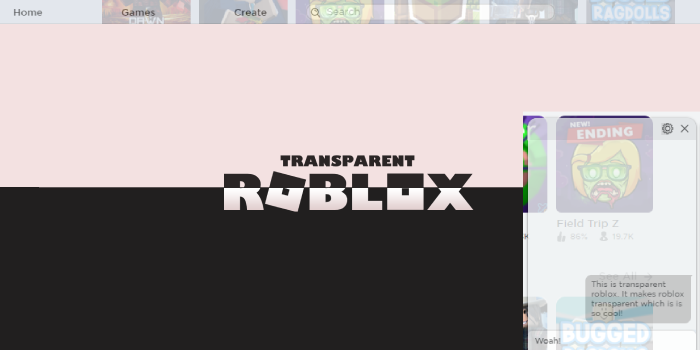 Home
Games
Create
Search
RAGDOLLS
TRANSPARENT
ROBLOX
NEW!
ENDING
Field Trip Z
86%
19.7K
See All
This is transparent
roblox. It makes roblox
transparent which is is
so cool!
Woah!
BUGGED